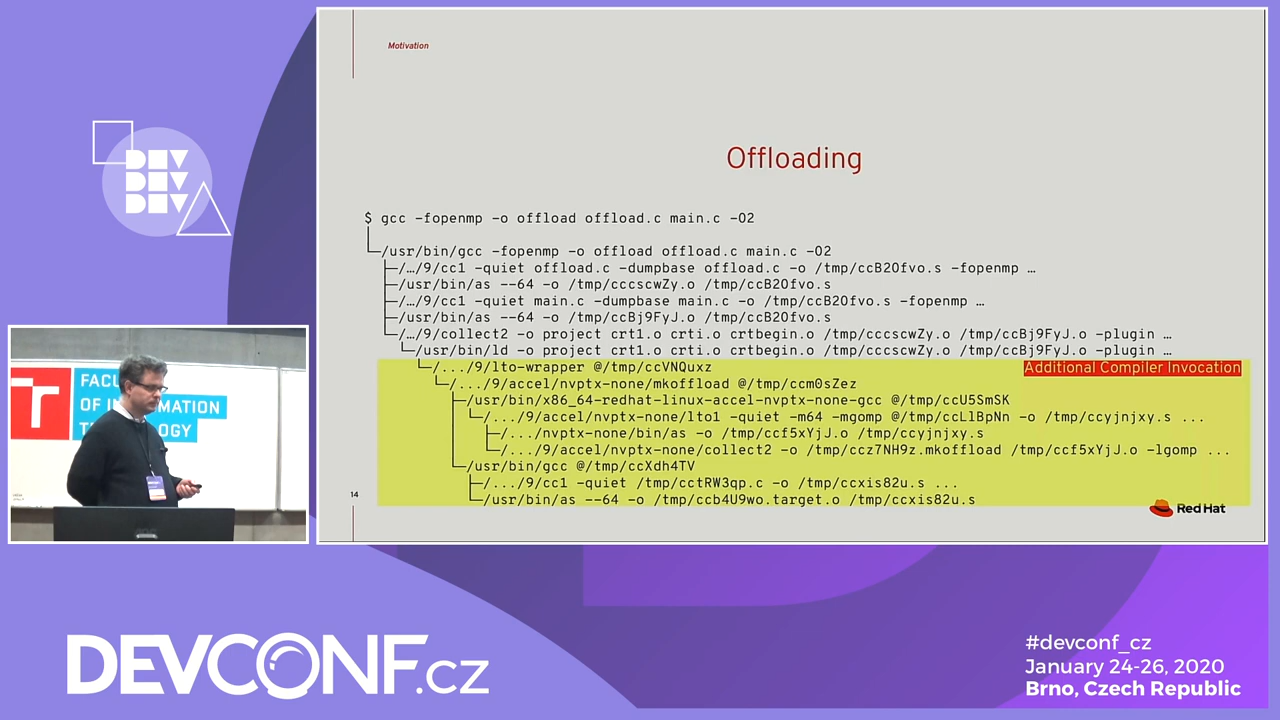 Motivation
Offloading
$ gcc -fopenmp -o offload offload.c main.c -O2
/usr/bin/gcc -fopenmp -o offload offload.c main.c -O2
/…/9/cc1 -quiet offload.c -dumpbase offload.c -o /tmp/ccB2Ofvo.s -fopenmp …
/usr/bin/as --64 -o /tmp/cccscwZy.o /tmp/ccB2Ofvo.s
/…/9/cc1 -quiet main.c -dumpbase main.c -o /tmp/ccB2Ofvo.s -fopenmp …
/usr/bin/as --64 -o /tmp/ccBj9FyJ.o /tmp/ccB2Ofvo.s
/…/9/collect2 -o project crt1.o crti.o crtbegin.o /tmp/cccscwZy.o /tmp/ccBj9FyJ.o -plugin …
/usr/bin/ld -o project crt1.o crti.o crtbegin.o /tmp/cccscwZy.o /tmp/ccBj9FyJ.o -plugin …
/.../9/lto-wrapper @/tmp/ccVNQuxz
Additional Compiler Invocation
/.../9/accel/nvptx-none/mkoffload @/tmp/ccm0sZez
/usr/bin/x86_64-redhat-linux-accel-nvptx-none-gcc @/tmp/ccU5SmSK
/.../9/accel/nvptx-none/lto1 -quiet -m64 -mgomp @/tmp/ccLlBpNn -o /tmp/ccyjnjxy.s ...
/.../nvptx-none/bin/as -o /tmp/ccf5xYjJ.o /tmp/ccyjnjxy.s
/.../9/accel/nvptx-none/collect2 -o /tmp/ccz7NH9z.mkoffload /tmp/ccf5xYjJ.o -lgomp ...
/usr/bin/gcc @/tmp/ccXdh4TV
/.../9/cc1 -quiet /tmp/cctRW3qp.c -o /tmp/ccxis82u.s ...
/usr/bin/as --64 -o /tmp/ccb4U9wo.target.o /tmp/ccxis82u.s
14
Red Hat
DEV
DEV
DEV
T
FACU
OF IN MATION
T OGY
DEVCONF.cz
#devconf_cz
January 24-26, 2020
Brno, Czech Republic